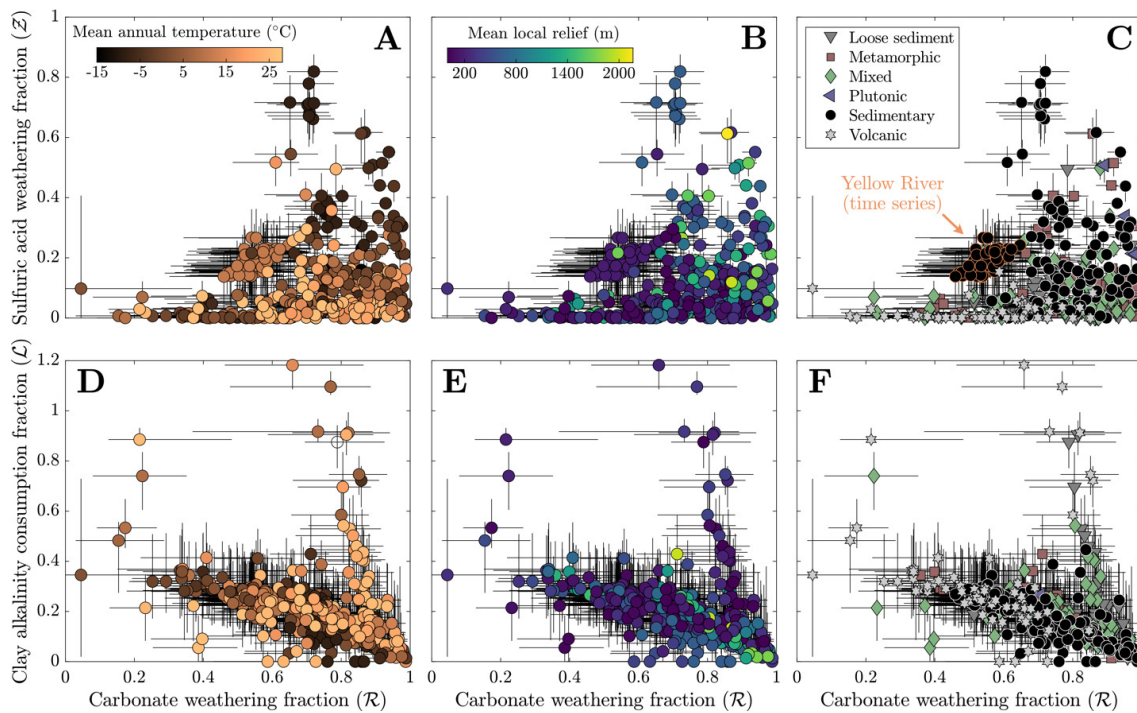 Sulfuric acid weathering fraction (Z)
1
0.8
0.6
0.4
0.2
0
Mean annual temperature (°C)
-15 -5 5 15 25
A
Mean local relief (m)
200 800 1400 2000
B
C
Loose sediment
Metamorphic
Mixed
Plutonic
Sedimentary
Volcanic
Yellow River
(time series)
Clay alkalinity consumption fraction (L)
1.2
1
0.8
0.6
0.4
0.2
0
D
E
F
0 0.2 0.4 0.6 0.8 1
0 0.2 0.4 0.6 0.8 1
0 0.2 0.4 0.6 0.8 1
Carbonate weathering fraction (R)
Carbonate weathering fraction (R)
Carbonate weathering fraction (R)